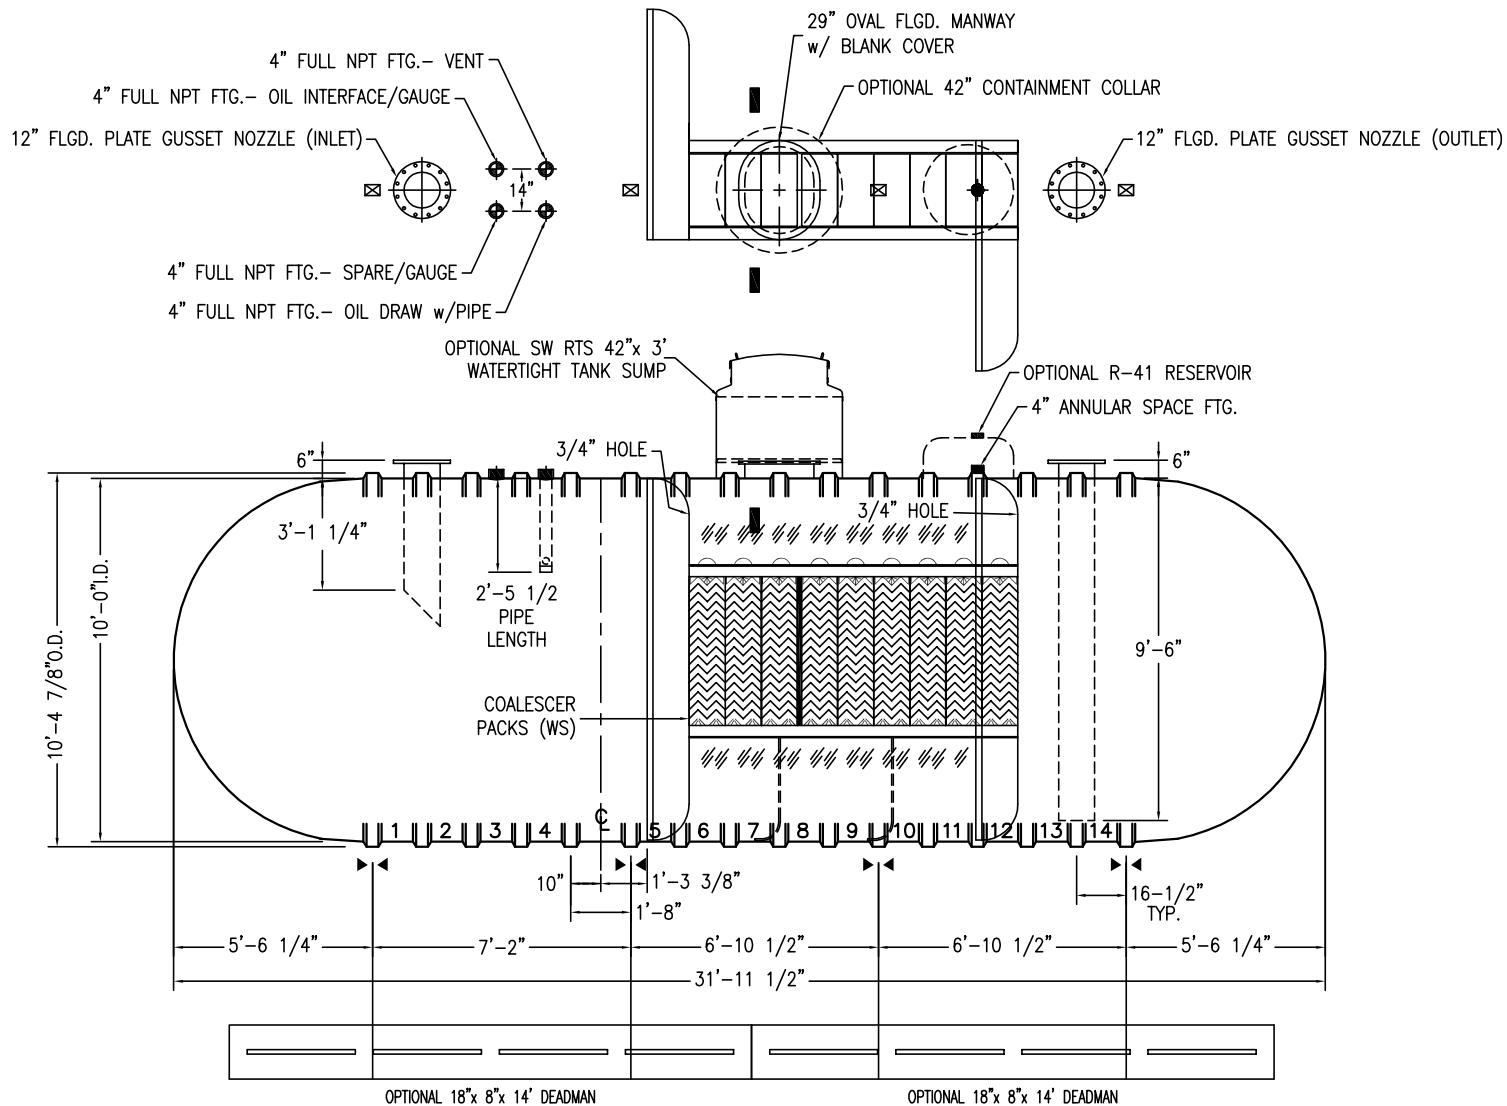 29" OVAL FLGD. MANWAY
w/ BLANK COVER
4" FULL NPT FTG.- VENT
OPTIONAL 42" CONTAINMENT COLLAR
4" FULL NPT FTG.- OIL INTERFACE/GAUGE
12" FLGD. PLATE GUSSET NOZZLE (INLET)
12" FLGD. PLATE GUSSET NOZZLE (OUTLET)
14"
4" FULL NPT FTG.- SPARE/GAUGE
4" FULL NPT FTG.- OIL DRAW w/PIPE
OPTIONAL SW RTS 42"x 3'
WATERTIGHT TANK SUMP
OPTIONAL R-41 RESERVOIR
4" ANNULAR SPACE FTG.
3/4" HOLE
6"
6"
3/4" HOLE
3'-1 1/4"
2'-5 1/2
PIPE
LENGTH
10'-0"I.D.
10'-4 7/8"O.D.
9'-6"
COALESCER
PACKS (WS)
CL
1 2 3 4 5 6 7 8 9 10 11 12 13 14
10"
1'-3 3/8"
1'-8"
16-1/2"
TYP.
5'-6 1/4"
7'-2"
6'-10 1/2"
6'-10 1/2"
5'-6 1/4"
31'-11 1/2"
OPTIONAL 18"x 8"x 14' DEADMAN
OPTIONAL 18"x 8"x 14' DEADMAN